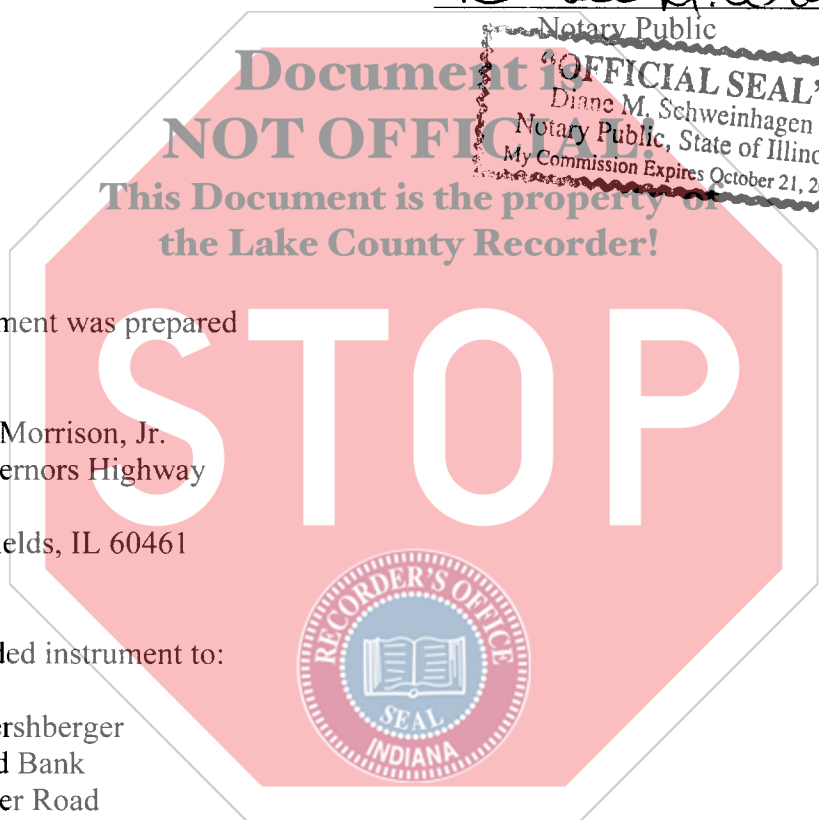 Notary Public
"OFFICIAL SEAL"
Diane M. Schweinhagen
Notary Public, State of Illino
My Commission Expires October 21, 2
Document is
NOT OFFICIAL!
This Document is the property of
the Lake County Recorder!
ment was prepared
STOP
Morrison, Jr.
ernors Highway
elds, IL 60461
RECORDER'S OFFICE
SEAL
INDIANA
ded instrument to:
ershberger
d Bank
er Road